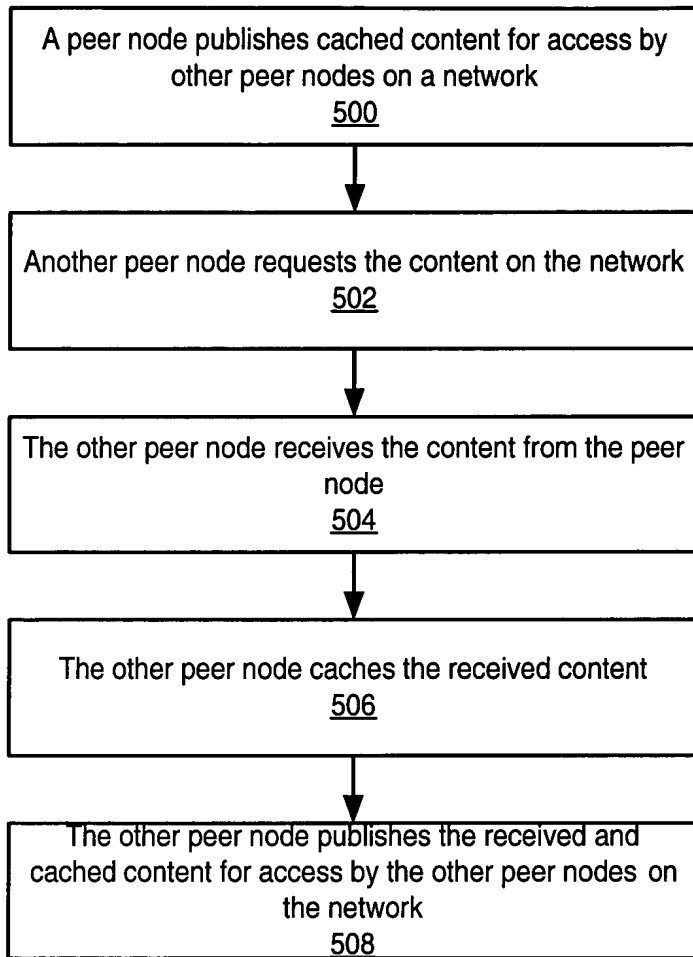 A peer node publishes cached content for access by
other peer nodes on a network
500
Another peer node requests the content on the network
502
The other peer node receives the content from the peer
node
504
The other peer node caches the received content
506
The other peer node publishes the received and
cached content for access by the other peer nodes on
the network
508